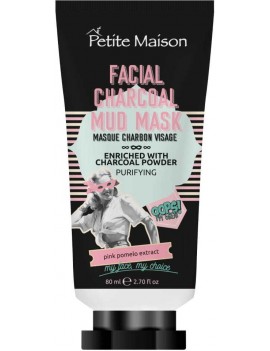 Petite Maison
FACIAL
CHARCOAL
MUD MASK
MASQUE CHARBON VISAGE
ENRICHED WITH
CHARCOAL POWDER
PURIFYING
OOPS!
pink pomelo extract
my face, my choice
80 ml ℮ 2.70 fl oz.